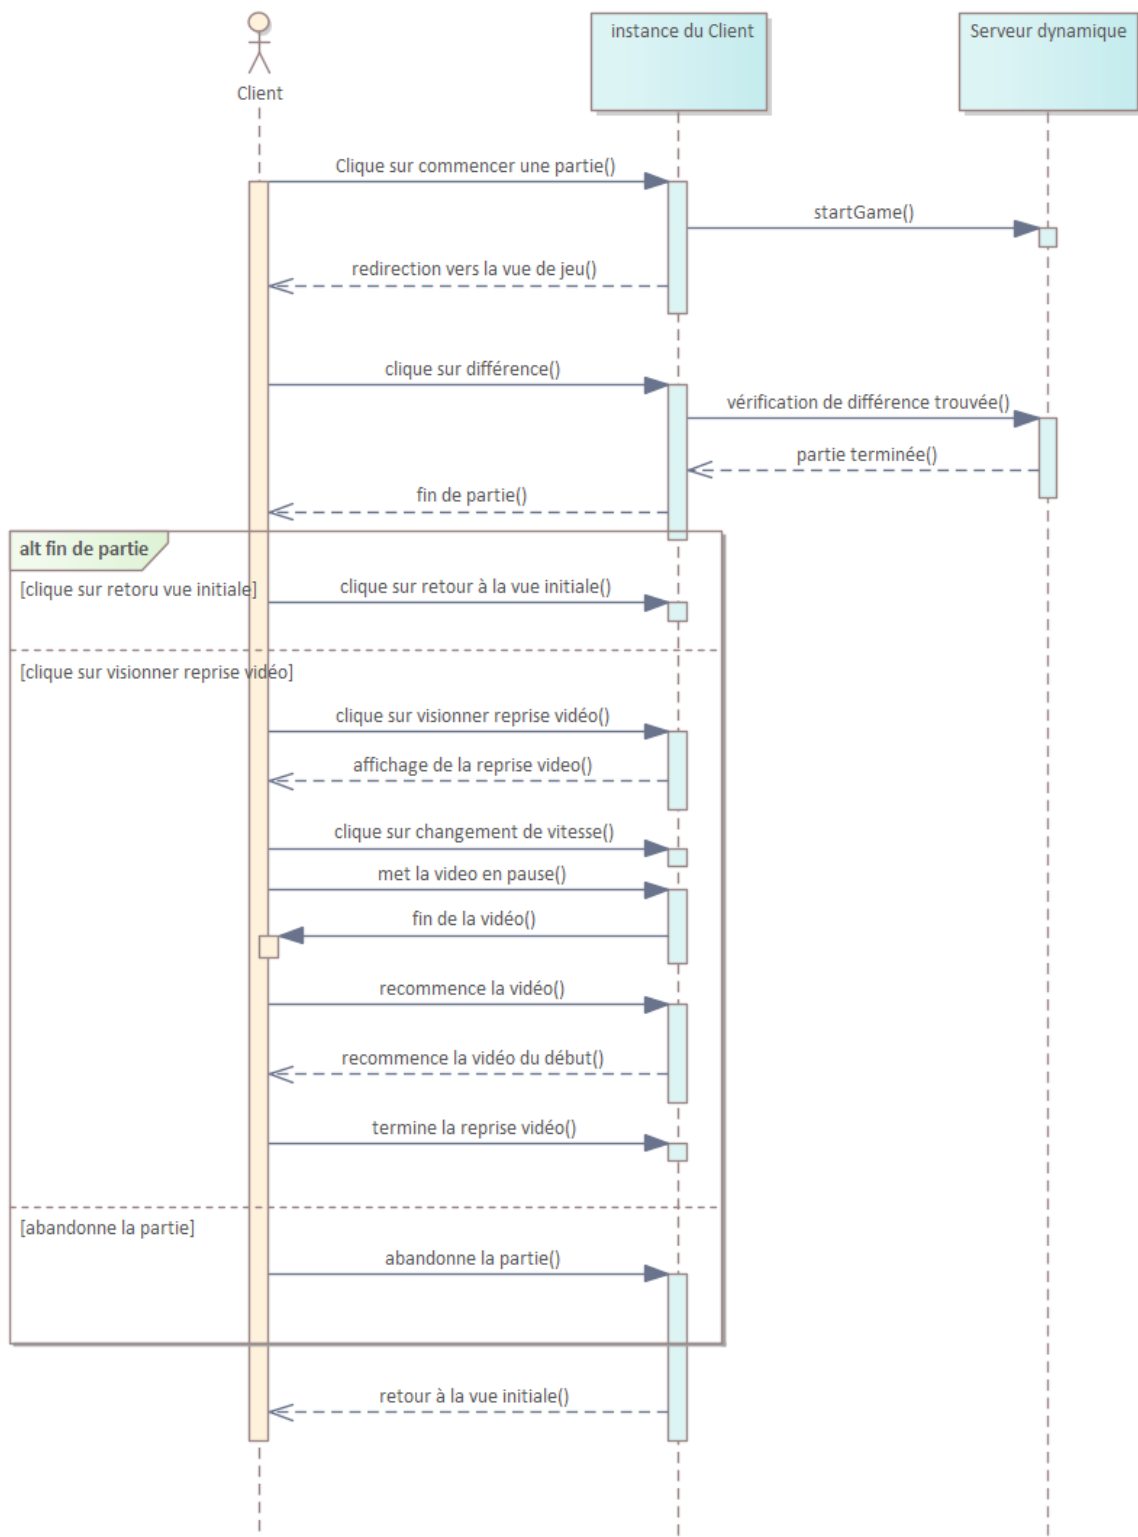 instance du Client
Serveur dynamique
Client
Clique sur commencer une partie()
startGame()
redirection vers la vue de jeu()
clique sur différence()
vérification de différence trouvée()
partie terminée()
fin de partie()
alt fin de partie
[clique sur retoru vue initiale]
clique sur retour à la vue initiale()
[clique sur visionner reprise vidéo]
clique sur visionner reprise vidéo()
affichage de la reprise video()
clique sur changement de vitesse()
met la video en pause()
fin de la vidéo()
recommence la vidéo()
recommence la vidéo du début()
termine la reprise vidéo()
[abandonne la partie]
abandonne la partie()
retour à la vue initiale()